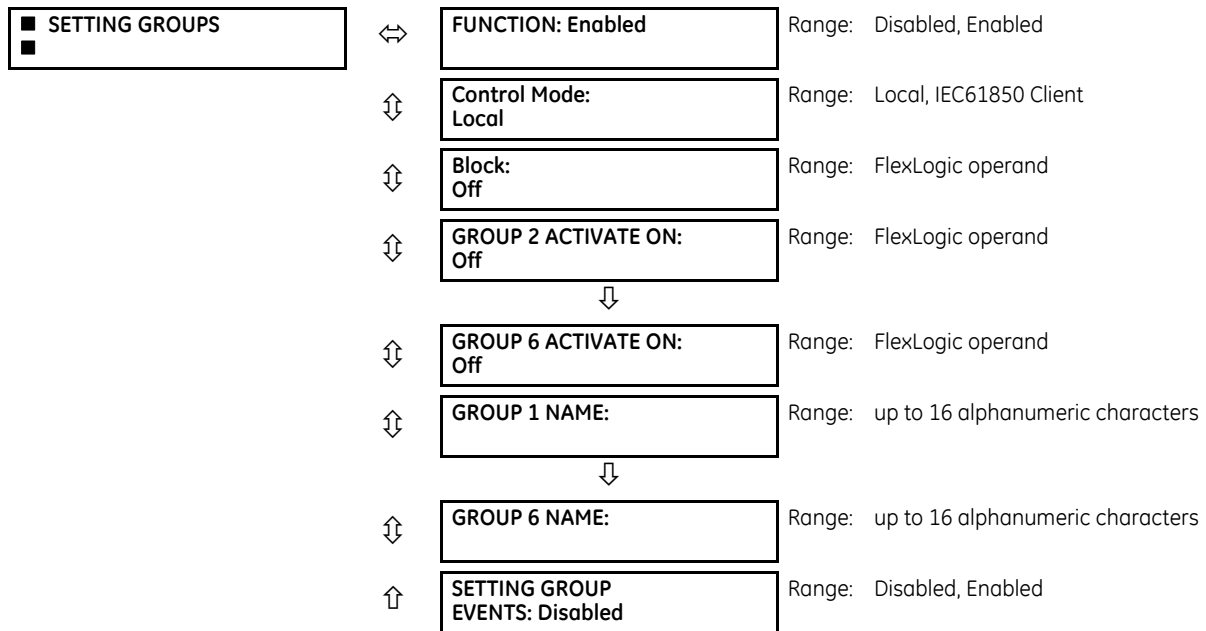 ■ SETTING GROUPS
■
FUNCTION: Enabled
Range: Disabled, Enabled
Control Mode:
Local
Range: Local, IEC61850 Client
Block:
Off
Range: FlexLogic operand
GROUP 2 ACTIVATE ON:
Off
Range: FlexLogic operand
GROUP 6 ACTIVATE ON:
Off
Range: FlexLogic operand
GROUP 1 NAME:
Range: up to 16 alphanumeric characters
GROUP 6 NAME:
Range: up to 16 alphanumeric characters
SETTING GROUP
EVENTS: Disabled
Range: Disabled, Enabled